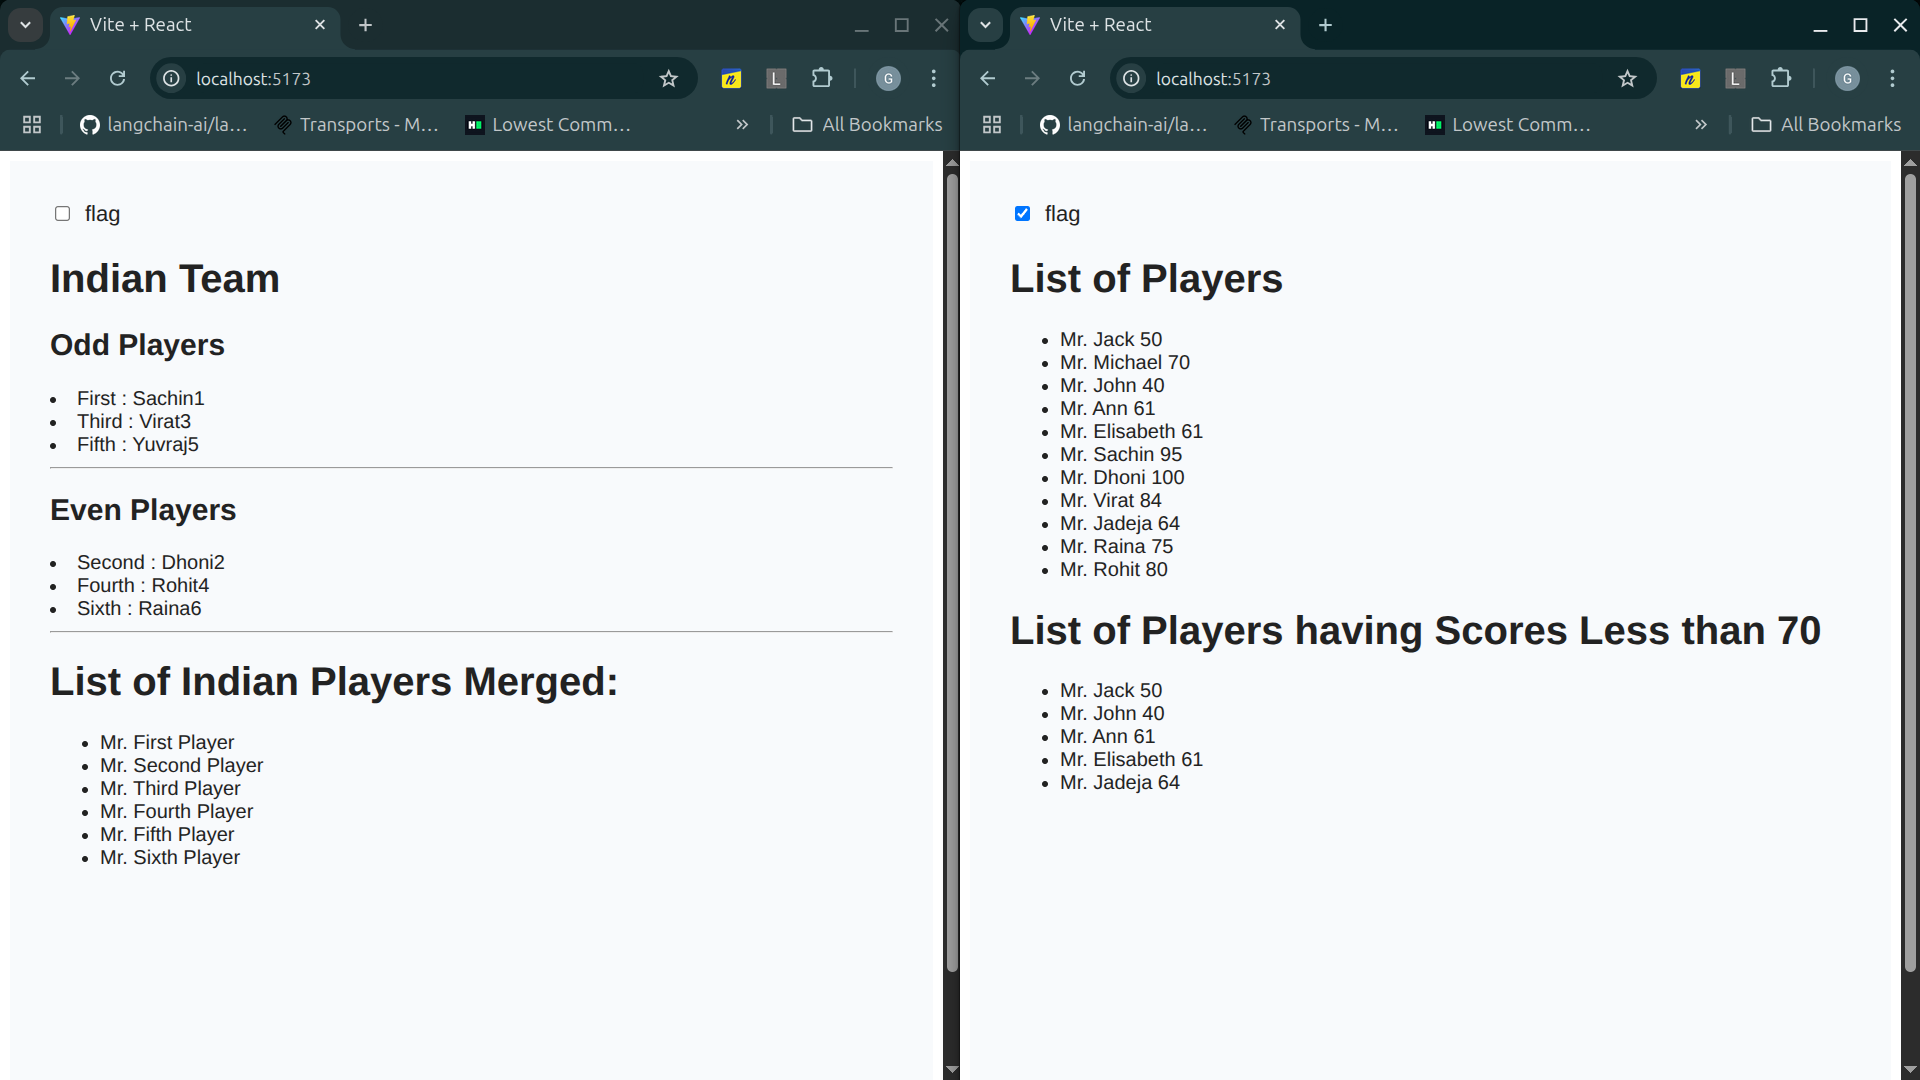 Vite + React
localhost:5173
L
G
langchain-ai/la...
Transports - M...
Lowest Comm...
All Bookmarks
flag
Indian Team
Odd Players
First : Sachin1
Third : Virat3
Fifth : Yuvraj5
Even Players
Second : Dhoni2
Fourth : Rohit4
Sixth : Raina6
List of Indian Players Merged:
Mr. First Player
Mr. Second Player
Mr. Third Player
Mr. Fourth Player
Mr. Fifth Player
Mr. Sixth Player
Vite + React
localhost:5173
L
G
langchain-ai/la...
Transports - M...
Lowest Comm...
All Bookmarks
flag
List of Players
Mr. Jack 50
Mr. Michael 70
Mr. John 40
Mr. Ann 61
Mr. Elisabeth 61
Mr. Sachin 95
Mr. Dhoni 100
Mr. Virat 84
Mr. Jadeja 64
Mr. Raina 75
Mr. Rohit 80
List of Players having Scores Less than 70
Mr. Jack 50
Mr. John 40
Mr. Ann 61
Mr. Elisabeth 61
Mr. Jadeja 64